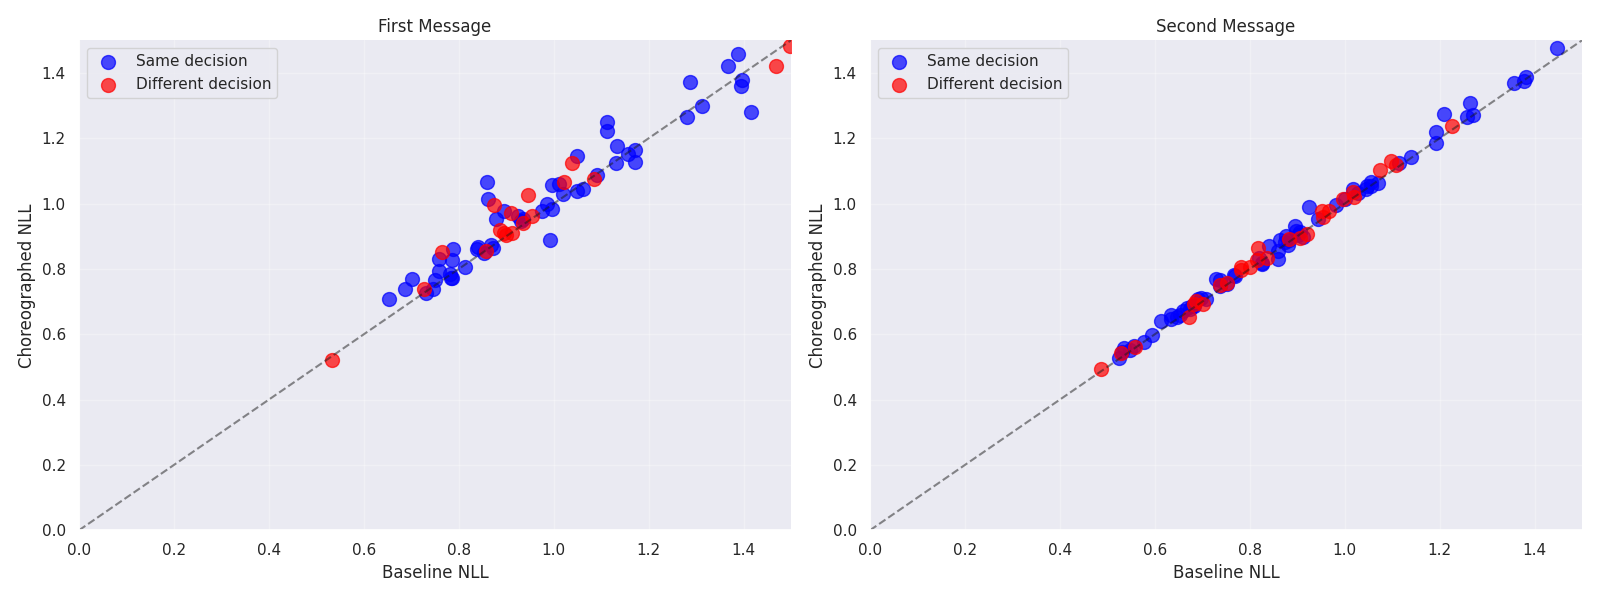 First Message
Same decision
Different decision
Choreographed NLL
1.4
1.2
1.0
0.8
0.6
0.4
0.2
0.0
0.0 0.2 0.4 0.6 0.8 1.0 1.2 1.4
Baseline NLL
Second Message
Same decision
Different decision
Choreographed NLL
1.4
1.2
1.0
0.8
0.6
0.4
0.2
0.0
0.0 0.2 0.4 0.6 0.8 1.0 1.2 1.4
Baseline NLL